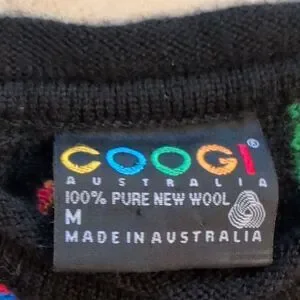 COOGI®
AUSTRALIA
100% PURE NEW WOOL
M
MADE IN AUSTRALIA